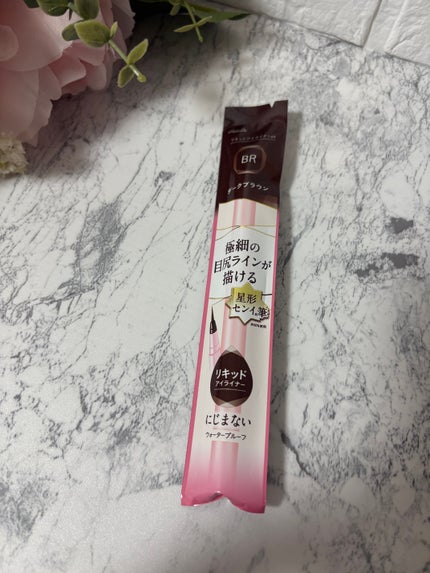 BR
ダークブラウン
極細の
目尻ラインが
描ける
星形
センイ筆
リキッド
アイライナー
にじまない
ウォータープルーフ